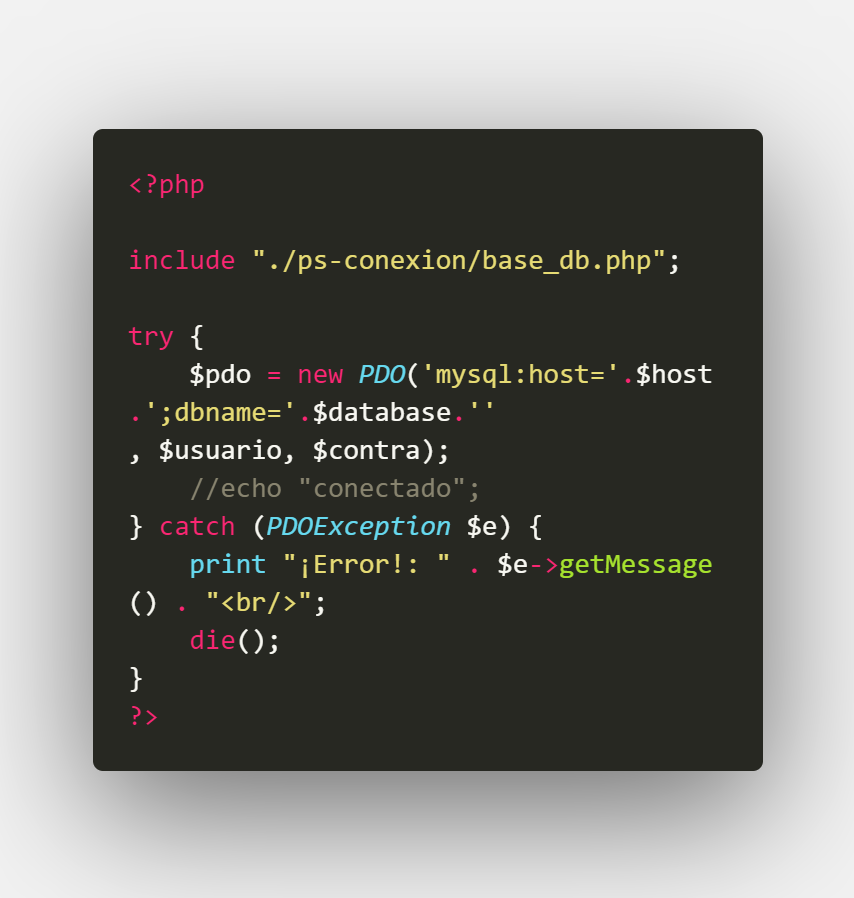 <?php
include "./ps-conexion/base_db.php";
try {
    $pdo = new PDO('mysql:host='.$host
.';dbname='.$database.''
, $usuario, $contra);
    //echo "conectado";
} catch (PDOException $e) {
    print "¡Error!: " . $e->getMessage
() . "<br/>";
    die();
}
?>